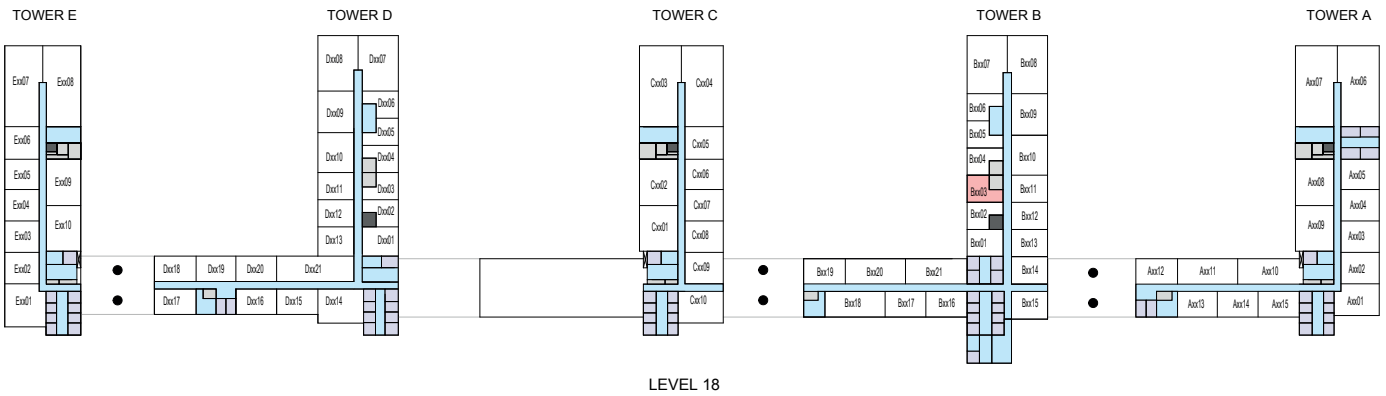 TOWER E
TOWER D
TOWER C
TOWER B
TOWER A
Exx07
Exx08
Exx06
Exx05
Exx09
Exx04
Exx03
Exx10
Exx02
Exx01
Dxx08
Dxx07
Dxx06
Dxx09
Dxx05
Dxx10
Dxx04
Dxx11
Dxx03
Dxx12
Dxx02
Dxx13
Dxx01
Dxx18
Dxx19
Dxx20
Dxx21
Dxx17
Dxx16
Dxx15
Dxx14
Cxx03
Cxx04
Cxx05
Cxx02
Cxx06
Cxx07
Cxx01
Cxx08
Cxx09
Cxx10
Bxx07
Bxx08
Bxx06
Bxx09
Bxx05
Bxx04
Bxx10
Bxx03
Bxx11
Bxx02
Bxx12
Bxx01
Bxx13
Bxx19
Bxx20
Bxx21
Bxx14
Bxx18
Bxx17
Bxx16
Bxx15
Axx07
Axx06
Axx05
Axx08
Axx04
Axx09
Axx03
Axx12
Axx11
Axx10
Axx02
Axx13
Axx14
Axx15
Axx01
LEVEL 18